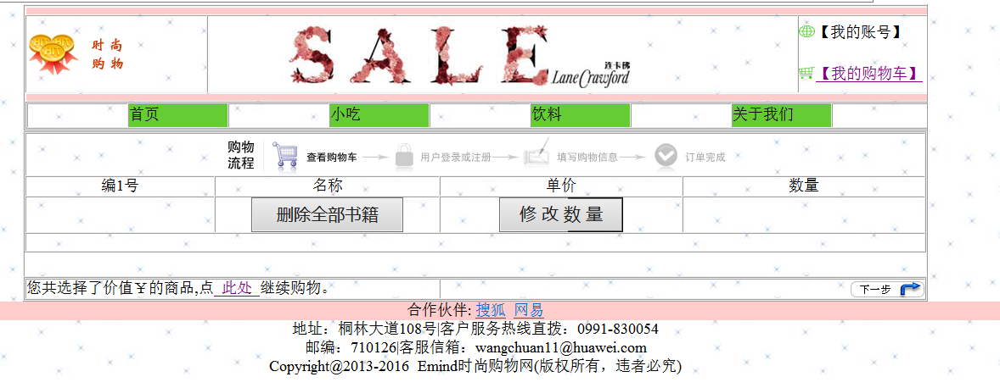 HIT HIT HIT
时 尚
购 物
SALE
连卡佛
Lane Crawford
【我的账号】
【我的购物车】
首页 小吃 饮料 关于我们
购物
流程
查看购物车 用户登录或注册 填写购物信息 订单完成
编1号 名称 单价 数量
删除全部书籍 修 改 数 量
您共选择了价值￥的商品,点 此处 继续购物。 下一步
合作伙伴: 搜狐 网易
地址：桐林大道108号|客户服务热线直拨：0991-830054
邮编：710126|客服信箱：wangchuan11@huawei.com
Copyright@2013-2016 Emind时尚购物网(版权所有，违者必究)